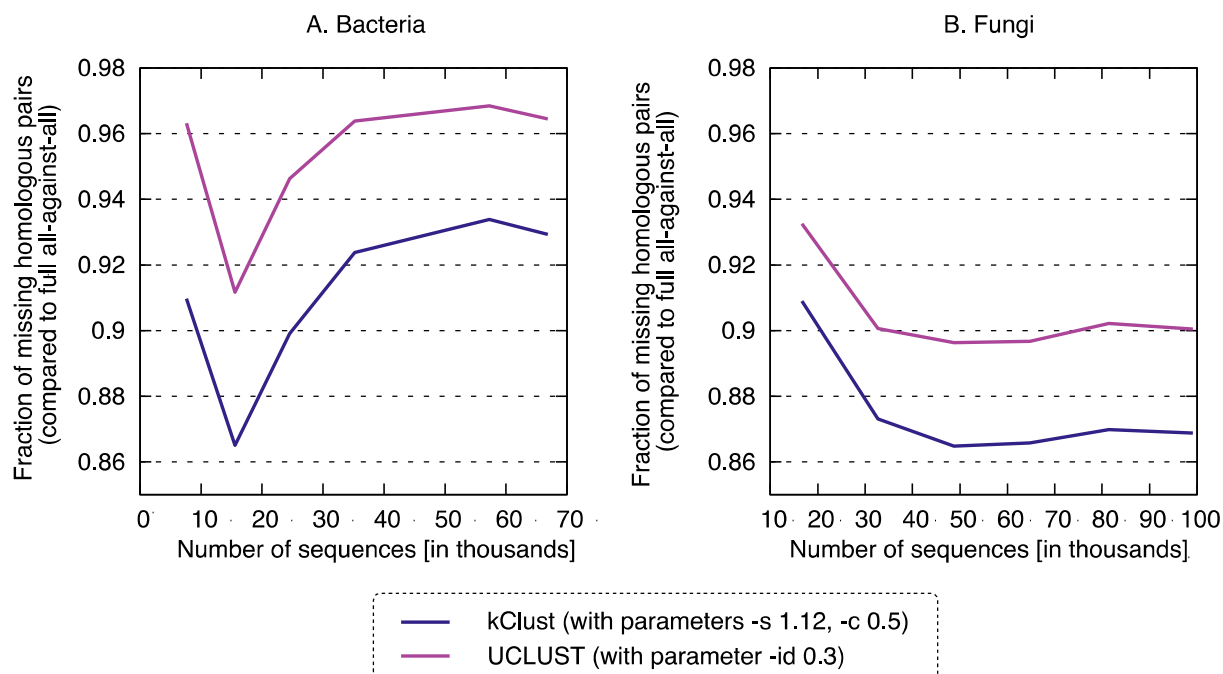 A. Bacteria
Fraction of missing homologous pairs
(compared to full all-against-all)
0.98
0.96
0.94
0.92
0.9
0.88
0.86
0 10 20 30 40 50 60 70
Number of sequences [in thousands]
B. Fungi
Fraction of missing homologous pairs
(compared to full all-against-all)
0.98
0.96
0.94
0.92
0.9
0.88
0.86
10 20 30 40 50 60 70 80 90 100
Number of sequences [in thousands]
kClust (with parameters -s 1.12, -c 0.5)
UCLUST (with parameter -id 0.3)